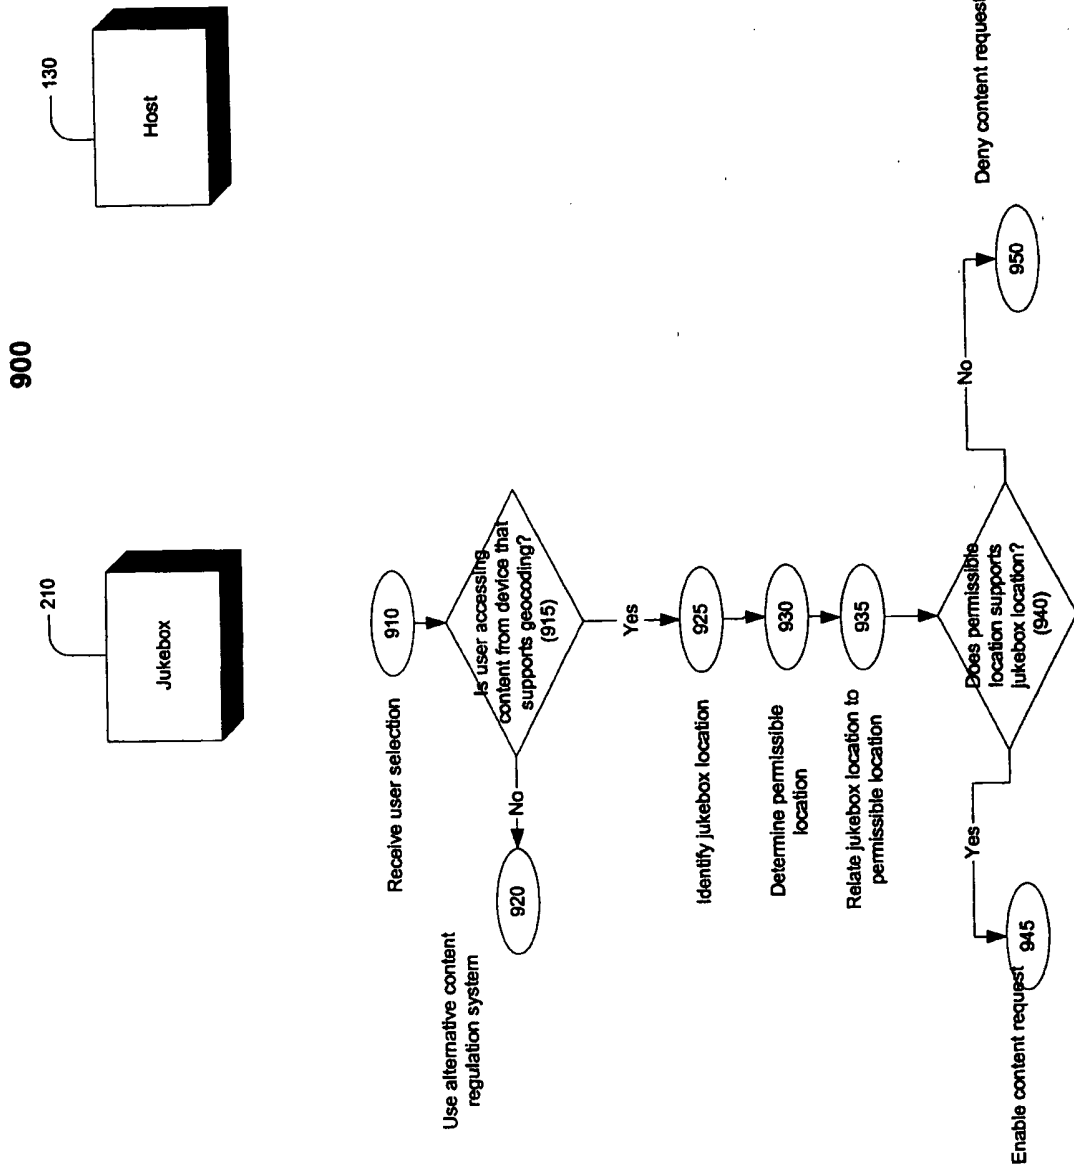 900
210
Jukebox
130
Host
Receive user selection
910
Is user accessing
content from device that
supports geocoding?
(915)
No
Use alternative content
regulation system
920
Yes
Identify jukebox location
925
Determine permissible
location
930
Relate jukebox location to
permissible location
935
Does permissible
location supports
jukebox location?
(940)
Yes
Enable content request
945
No
Deny content request
950